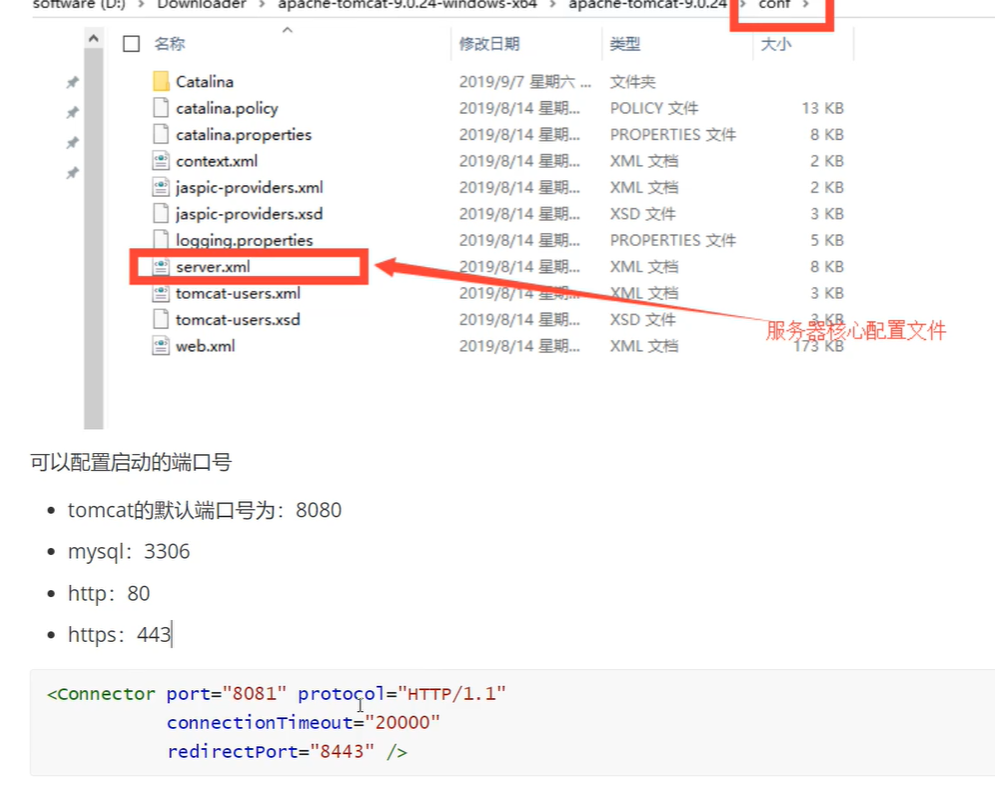 software (D:) › Downloader › apache-tomcat-9.0.24-windows-x64 › apache-tomcat-9.0.24 › conf ›
名称 修改日期 类型 大小
Catalina 2019/9/7 星期六 ... 文件夹
catalina.policy 2019/8/14 星期... POLICY 文件 13 KB
catalina.properties 2019/8/14 星期... PROPERTIES 文件 8 KB
context.xml 2019/8/14 星期... XML 文档 2 KB
jaspic-providers.xml 2019/8/14 星期... XML 文档 2 KB
jaspic-providers.xsd 2019/8/14 星期... XSD 文件 3 KB
logging.properties 2019/8/14 星期... PROPERTIES 文件 5 KB
server.xml 2019/8/14 星期... XML 文档 8 KB
tomcat-users.xml 2019/8/14 星期... XML 文档 3 KB
tomcat-users.xsd 2019/8/14 星期... XSD 文件 3 KB
服务器核心配置文件
web.xml 2019/8/14 星期... XML 文档 173 KB
可以配置启动的端口号
• tomcat的默认端口号为：8080
• mysql：3306
• http：80
• https：443
<Connector port="8081" protocol="HTTP/1.1"
connectionTimeout="20000"
redirectPort="8443" />